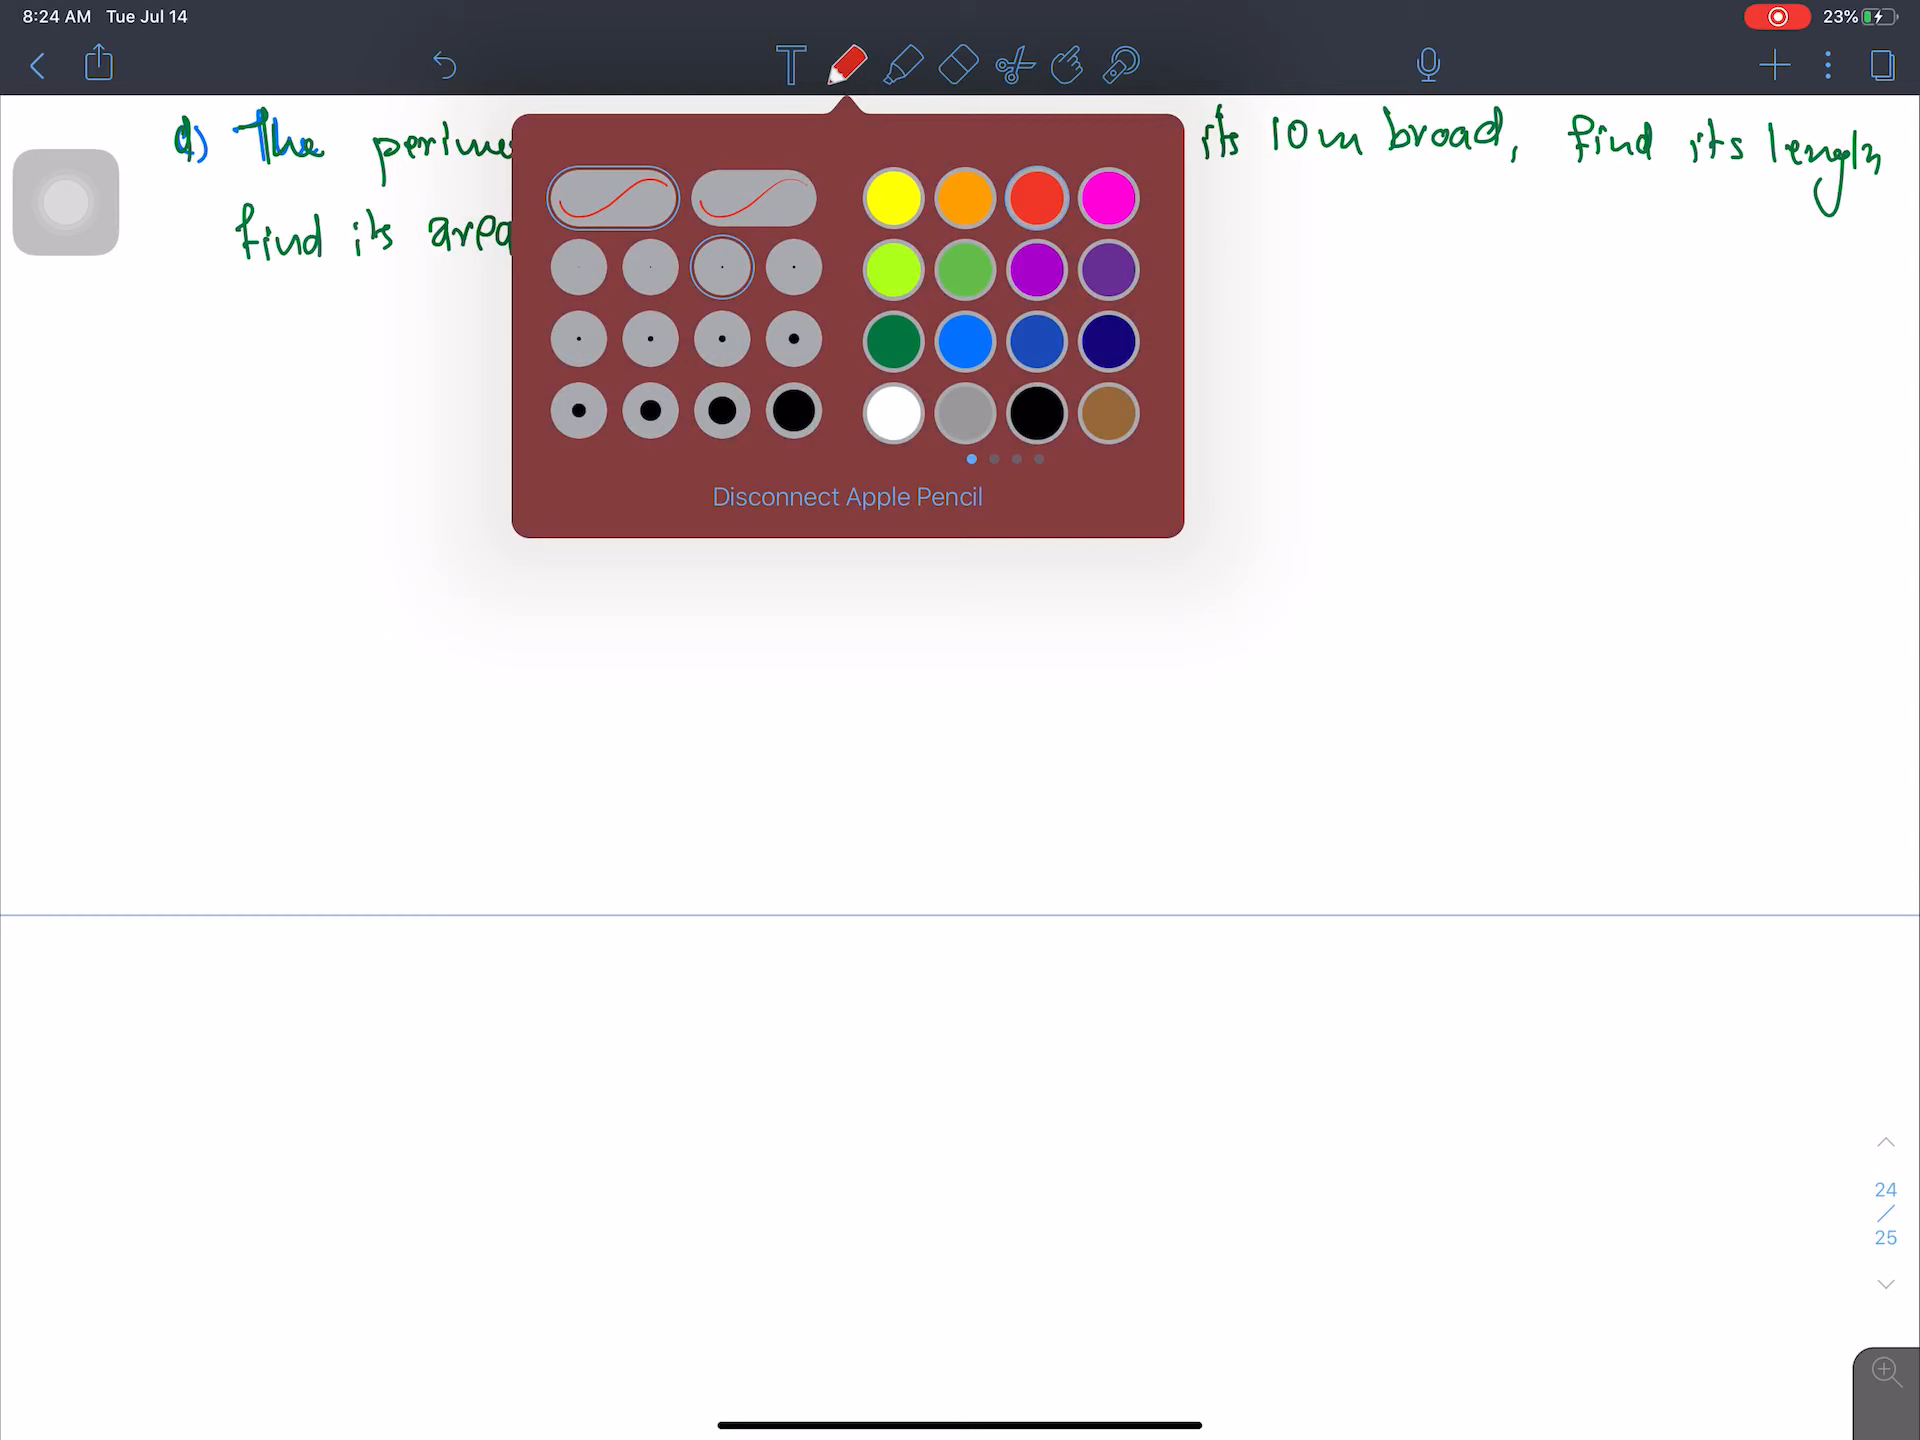 8:24 AM Tue Jul 14
23%
d) The perime its 10m broad, find its length
find its area
Disconnect Apple Pencil
24
/
25